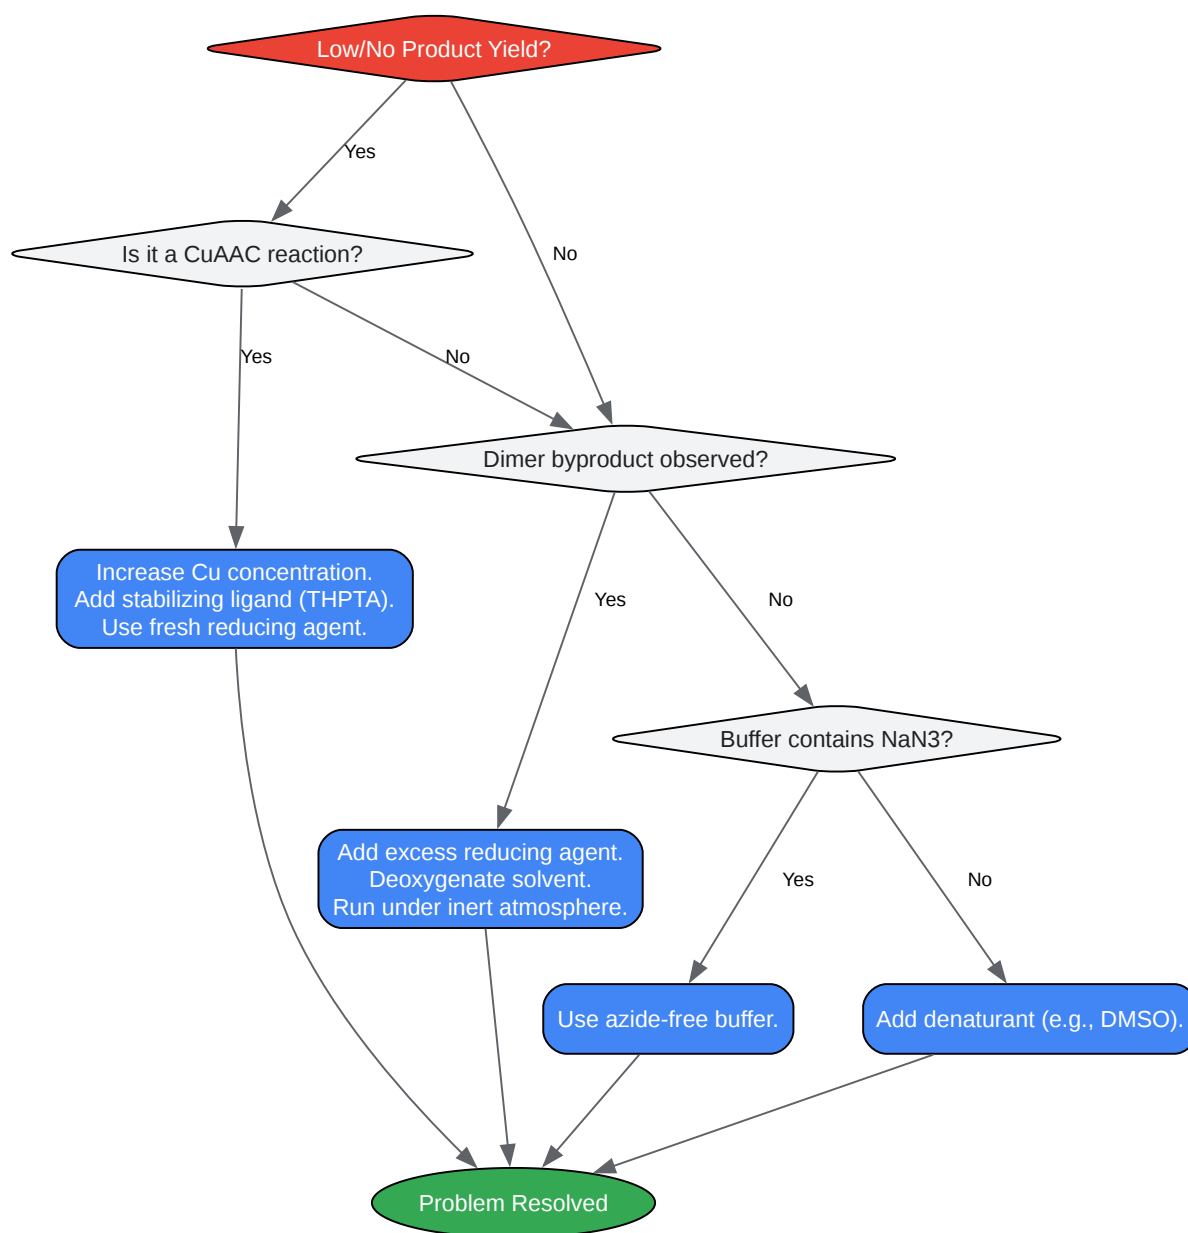 Low/No Product Yield?
Yes
No
Is it a CuAAC reaction?
Yes
No
Dimer byproduct observed?
Increase Cu concentration.
Add stabilizing ligand (THPTA).
Use fresh reducing agent.
Yes
No
Buffer contains NaN3?
Add excess reducing agent.
Deoxygenate solvent.
Run under inert atmosphere.
Yes
No
Use azide-free buffer.
Add denaturant (e.g., DMSO).
Problem Resolved